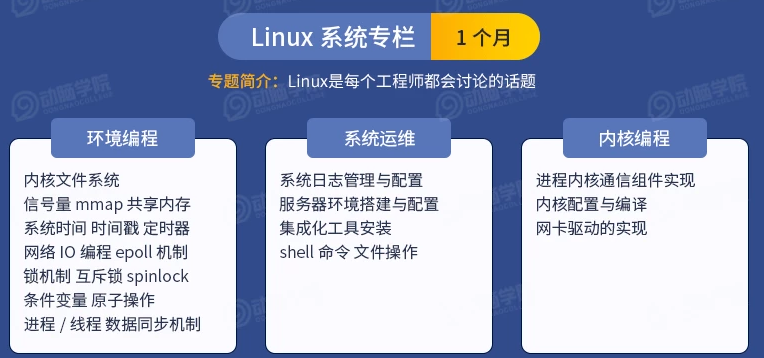 Linux 系统专栏 1 个月
专题简介：Linux是每个工程师都会讨论的话题
环境编程
内核文件系统
信号量 mmap 共享内存
系统时间 时间戳 定时器
网络 IO 编程 epoll 机制
锁机制 互斥锁 spinlock
条件变量 原子操作
进程 / 线程 数据同步机制
系统运维
系统日志管理与配置
服务器环境搭建与配置
集成化工具安装
shell 命令 文件操作
内核编程
进程内核通信组件实现
内核配置与编译
网卡驱动的实现
动脑学院